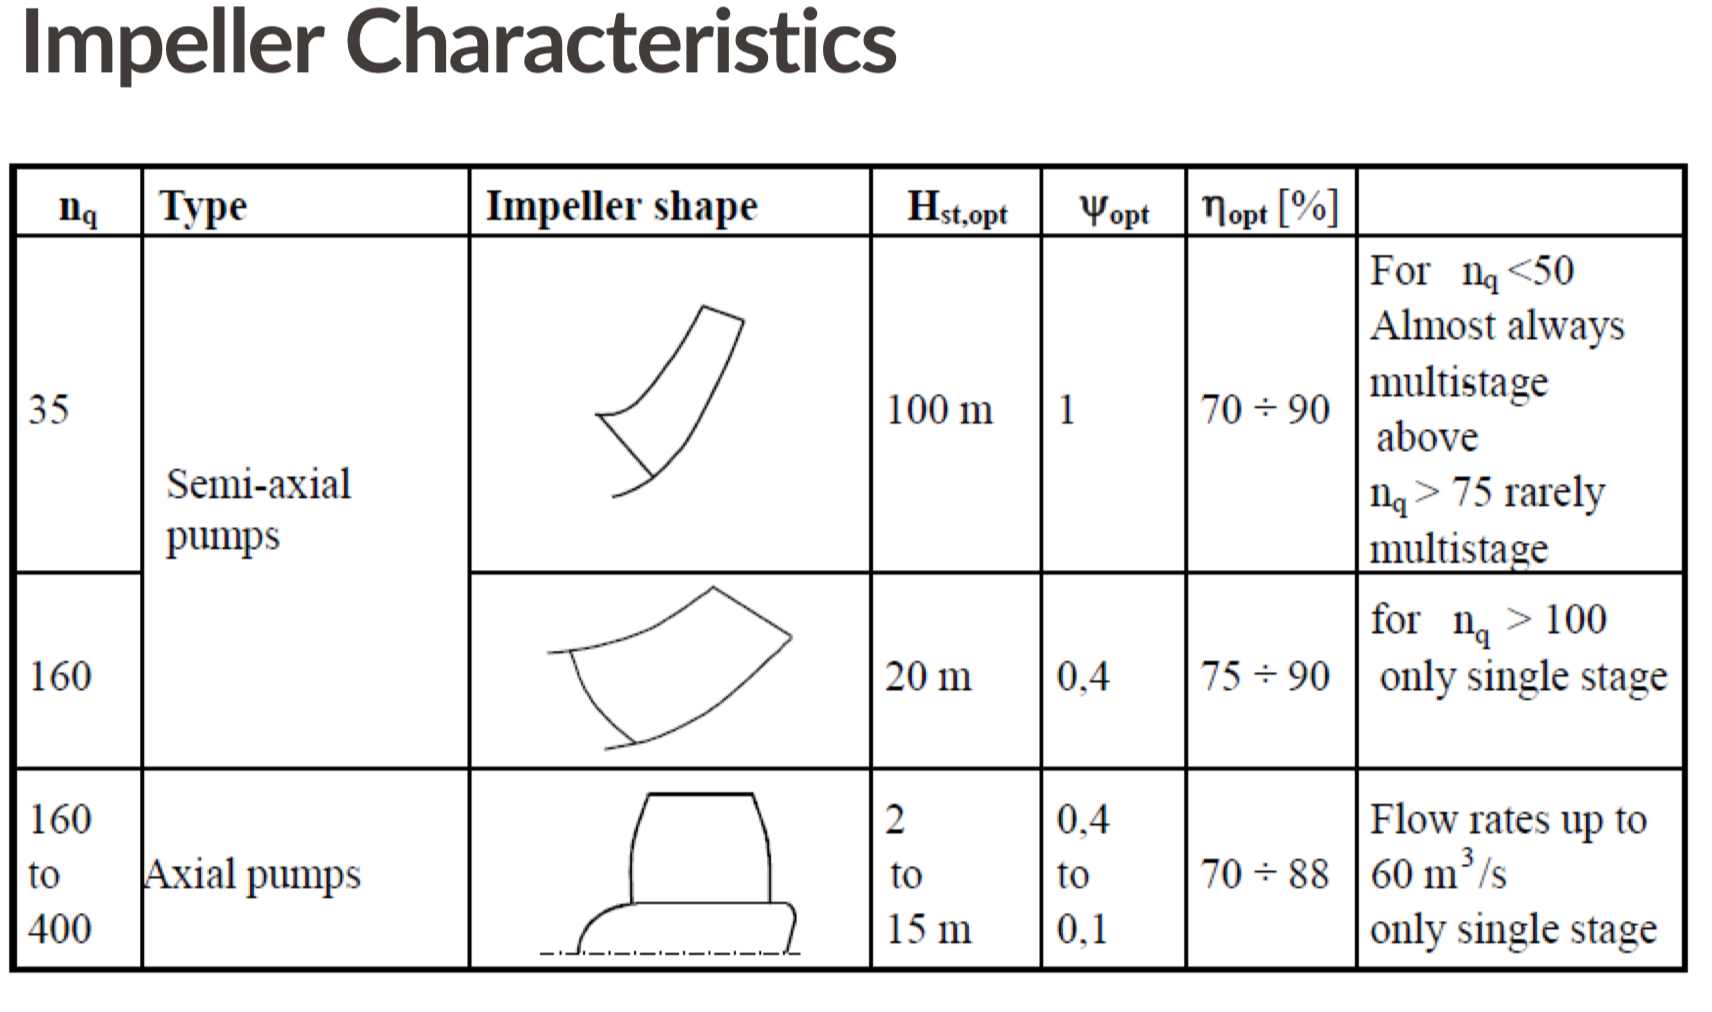 Impeller Characteristics
nq Type Impeller shape Hst,opt ψopt ηopt [%]
35
Semi-axial
pumps
100 m
1
70 ÷ 90
For nq <50
Almost always
multistage
above
nq > 75 rarely
multistage
160
20 m
0,4
75 ÷ 90
for nq > 100
only single stage
160
to
400
Axial pumps
2
to
15 m
0,4
to
0,1
70 ÷ 88
Flow rates up to
60 m³/s
only single stage